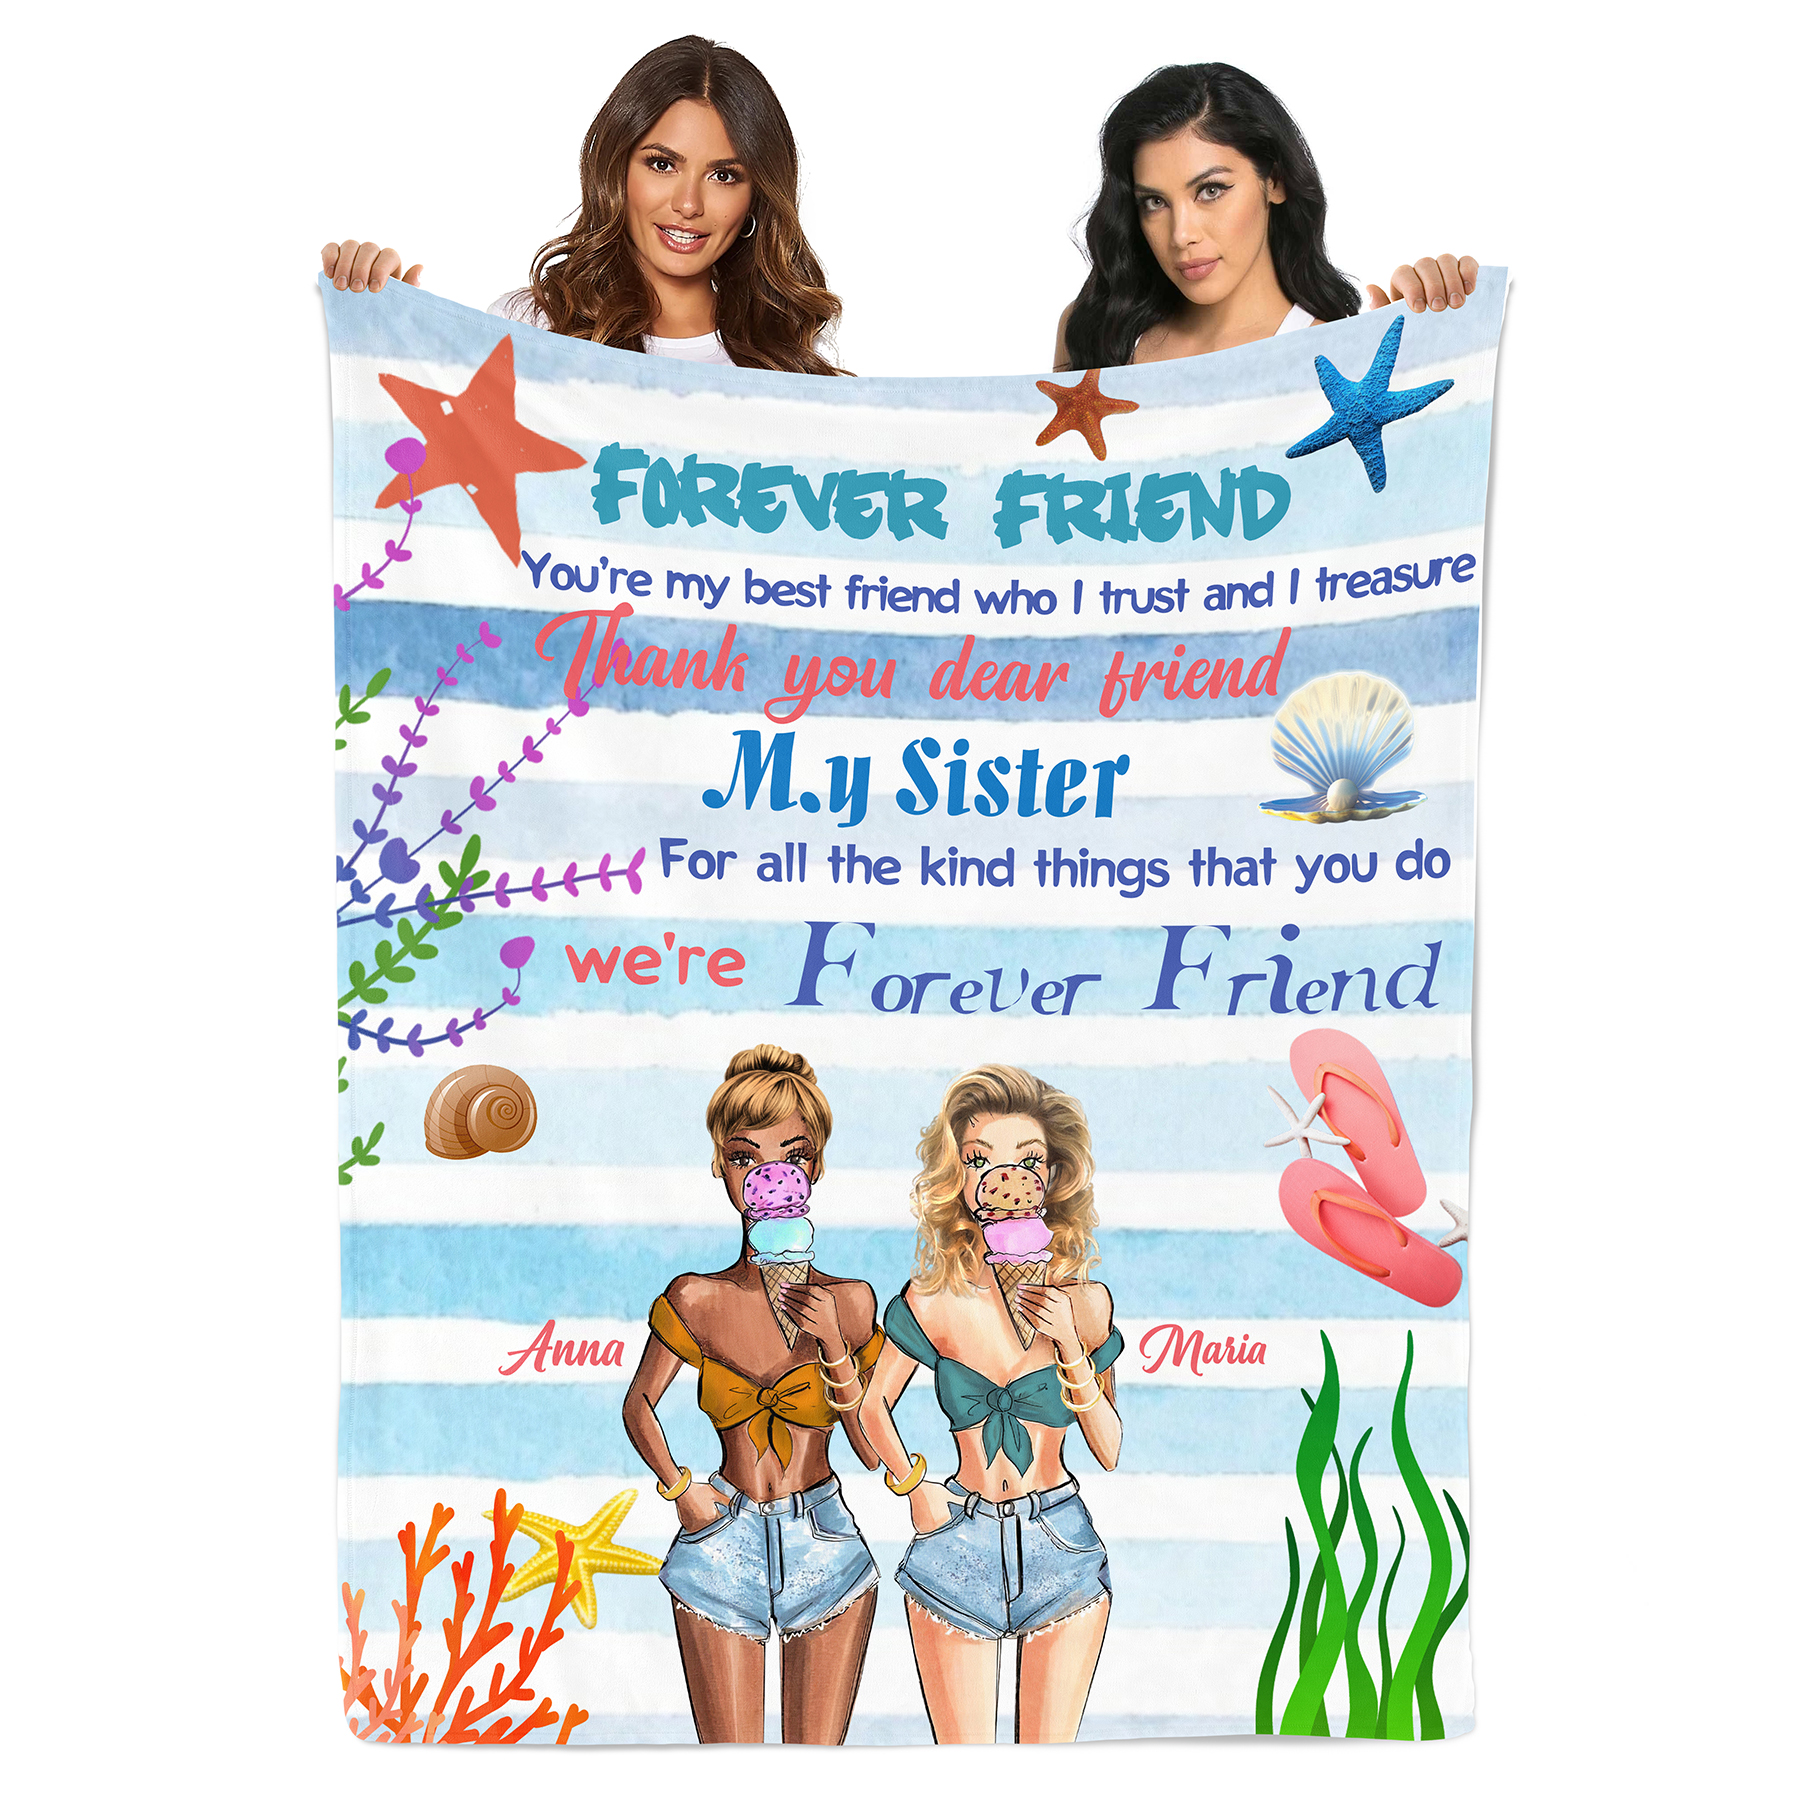 FOREVER FRIEND
You're my best friend who I trust and I treasure
Thank you dear friend
M.y Sister
For all the kind things that you do
we're Forever Friend
Anna
Maria